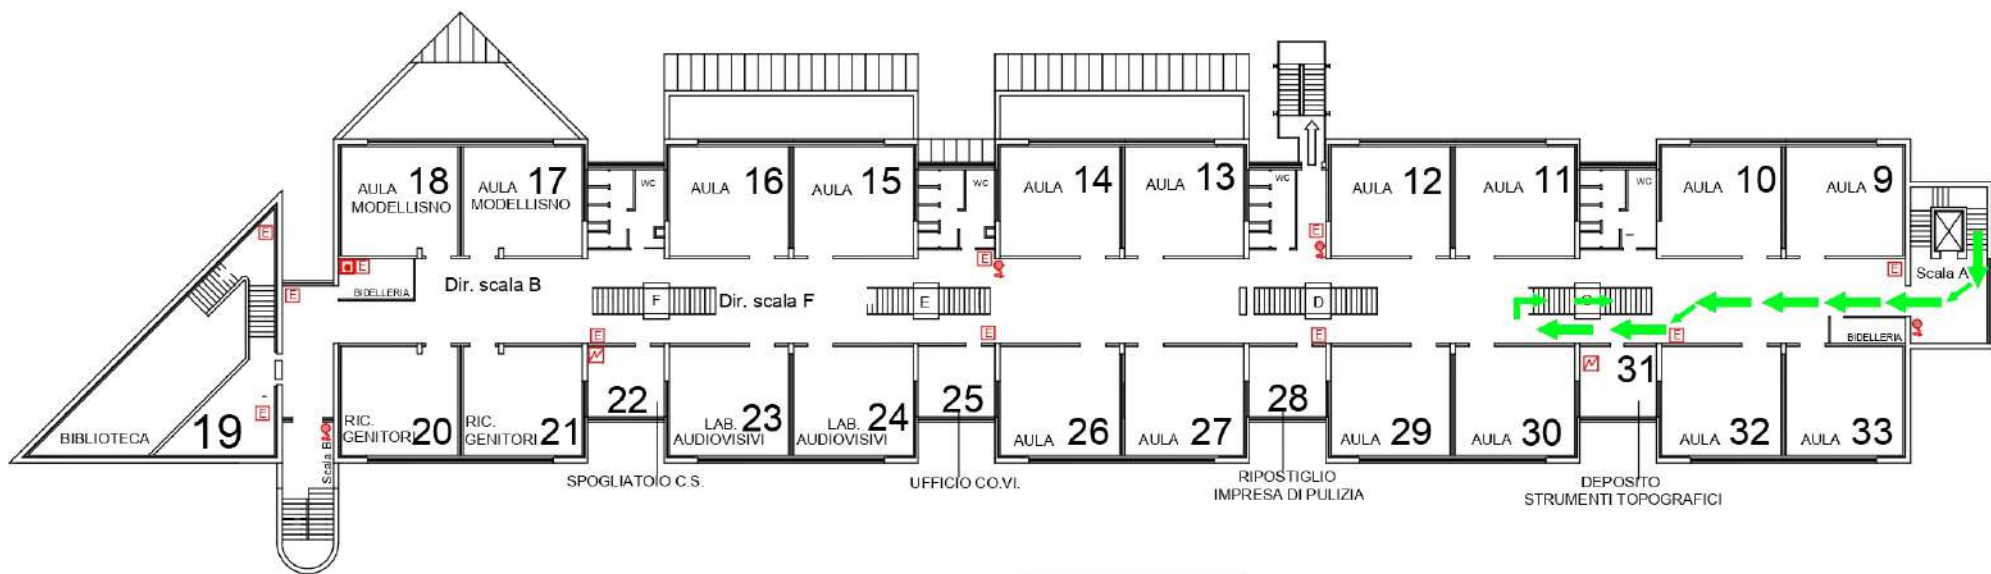 AULA 18
MODELLISNO
AULA 17
MODELLISNO
WC
AULA 16
AULA 15
WC
AULA 14
AULA 13
WC
AULA 12
AULA 11
WC
AULA 10
AULA 9
E
E
E
E
E
E
BIDELLERIA
Dir. scala B
F
Dir. scala F
E
D
Scala A
E
E
E
E
BIDELLERIA
BIBLIOTECA
19
E
Scala B
RIC.
GENITORI 20
RIC.
GENITORI 21
22
LAB. 23
AUDIOVISIVI
LAB. 24
AUDIOVISIVI
25
AULA 26
AULA 27
28
AULA 29
AULA 30
31
AULA 32
AULA 33
SPOGLIATOIO C.S.
UFFICIO CO.VI.
RIPOSTIGLIO
IMPRESA DI PULIZIA
DEPOSITO
STRUMENTI TOPOGRAFICI